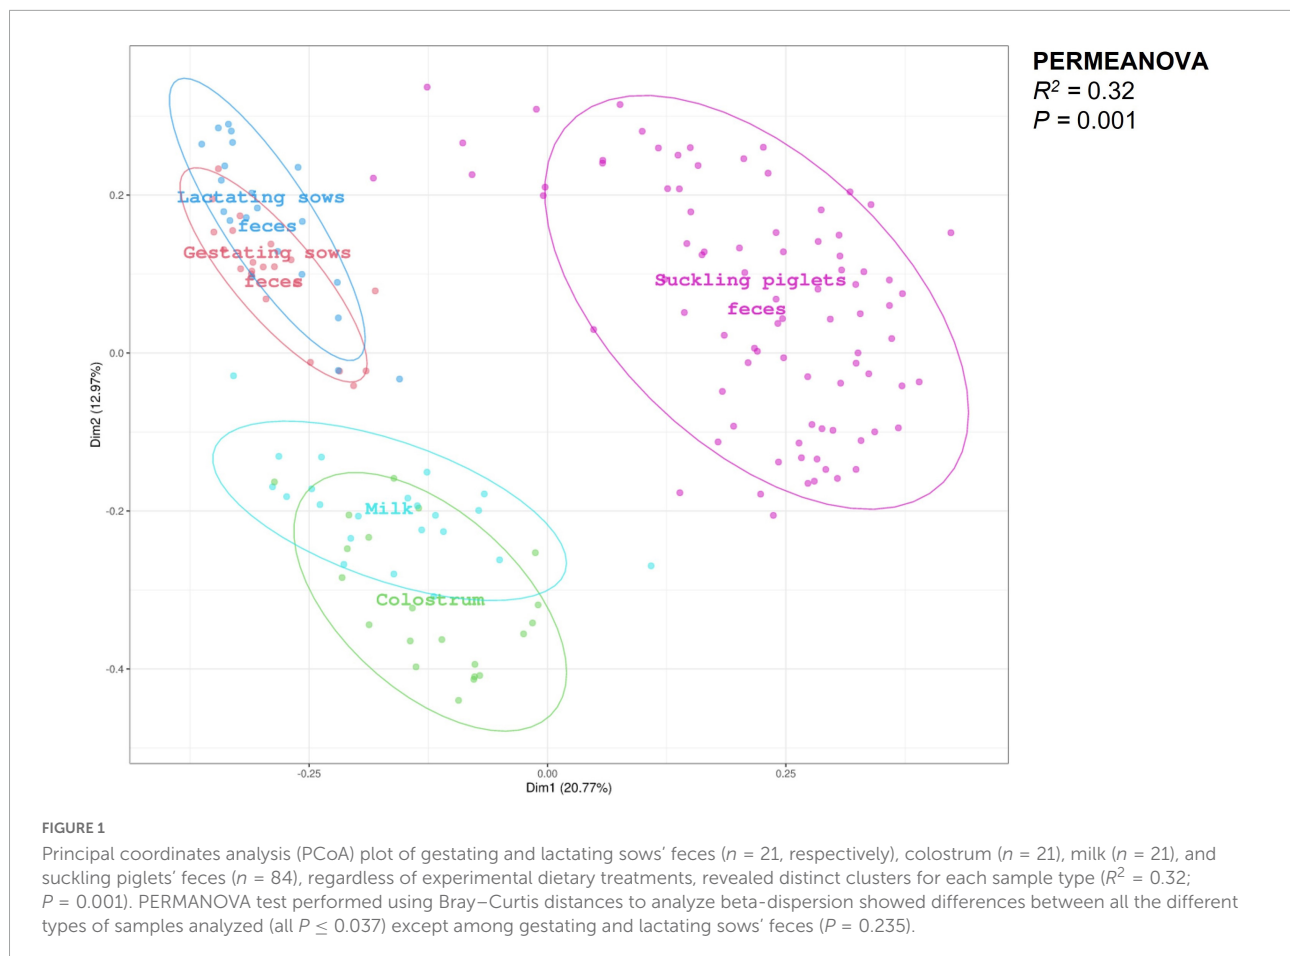 PERMEANOVA
R² = 0.32
P = 0.001
Lactating sows
feces
Gestating sows
feces
Suckling piglets
feces
Milk
Colostrum
0.2
0.0
-0.2
-0.4
Dim2 (12.97%)
-0.25
0.00
0.25
Dim1 (20.77%)
FIGURE 1
Principal coordinates analysis (PCoA) plot of gestating and lactating sows’ feces (n = 21, respectively), colostrum (n = 21), milk (n = 21), and
suckling piglets’ feces (n = 84), regardless of experimental dietary treatments, revealed distinct clusters for each sample type (R² = 0.32;
P = 0.001). PERMANOVA test performed using Bray–Curtis distances to analyze beta-dispersion showed differences between all the different
types of samples analyzed (all P ≤ 0.037) except among gestating and lactating sows’ feces (P = 0.235).